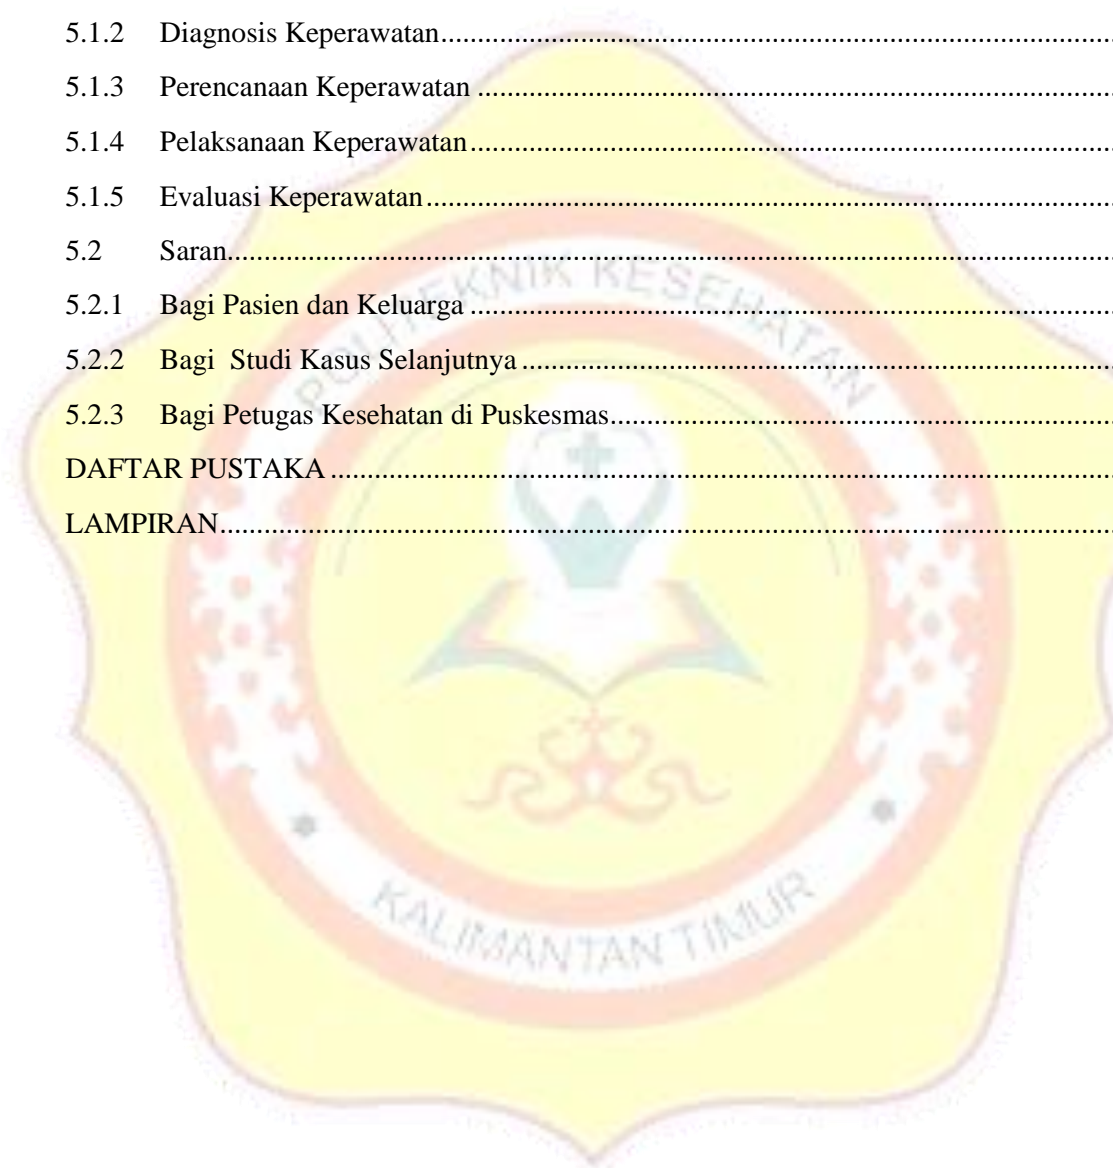 5.1.2 Diagnosis Keperawatan........................................................................
5.1.3 Perencanaan Keperawatan ........................................................................
5.1.4 Pelaksanaan Keperawatan........................................................................
5.1.5 Evaluasi Keperawatan........................................................................
5.2 Saran........................................................................
5.2.1 Bagi Pasien dan Keluarga ........................................................................
5.2.2 Bagi  Studi Kasus Selanjutnya ........................................................................
5.2.3 Bagi Petugas Kesehatan di Puskesmas........................................................................
DAFTAR PUSTAKA ........................................................................
LAMPIRAN........................................................................
POLITEKNIK KESEHATAN
KALIMANTAN TIMUR